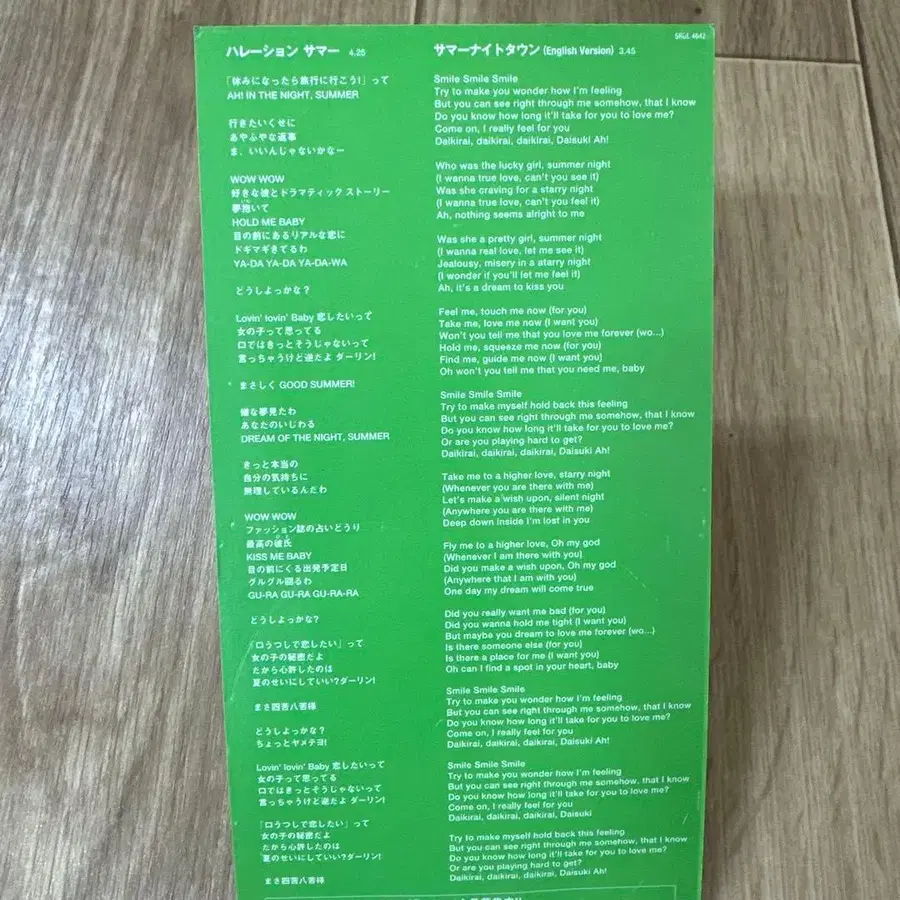 ハレーション サマー 4.25
「休みになったら旅行に行こう!」って
AH! IN THE NIGHT, SUMMER
行きたいくせに
あやふやな返事
ま、いいんじゃないかなー
WOW WOW
好きな彼とドラマティック ストーリー
夢抱いて
HOLD ME BABY
目の前にあるリアルな恋に
ドギマギきてるわ
YA-DA YA-DA YA-DA-WA
どうしよっかな?
Lovin' lovin' Baby 恋したいって
女の子って思ってる
口ではきっとそうじゃないって
言っちゃうけど逆だよ ダーリン!
まさしく GOOD SUMMER!
嫌な夢見たわ
あなたのいじわる
DREAM OF THE NIGHT, SUMMER
きっと本当の
自分の気持ちに
無理しているんだわ
WOW WOW
ファッション誌の占いどうり
最高の彼氏
KISS ME BABY
目の前にくる出発予定日
グルグル廻るわ
GU-RA GU-RA GU-RA-RA
どうしよっかな?
「口うつしで恋したい」って
女の子の秘密だよ
だから心許したのは
夏のせいにしていい?ダーリン!
まさ四苦八苦様
どうしよっかな?
ちょっとヤメテヨ!
Lovin' lovin' Baby 恋したいって
女の子って思ってる
口ではきっとそうじゃないって
言っちゃうけど逆だよ ダーリン!
「口うつしで恋したい」って
女の子の秘密だよ
だから心許したのは
夏のせいにしていい?ダーリン!
まさ四苦八苦様
サマーナイトタウン (English Version) 3.45
Smile Smile Smile
Try to make you wonder how I'm feeling
But you can see right through me somehow, that I know
Do you know how long it'll take for you to love me?
Come on, I really feel for you
Daikirai, daikirai, daikirai, Daisuki Ah!
Who was the lucky girl, summer night
(I wanna true love, can't you see it)
Was she craving for a starry night
(I wanna true love, can't you feel it)
Ah, nothing seems alright to me
Was she a pretty girl, summer night
(I wanna real love, let me see it)
Jealousy, misery in a atarry night
(I wonder if you'll let me feel it)
Ah, it's a dream to kiss you
Feel me, touch me now (for you)
Take me, love me now (I want you)
Won't you tell me that you love me forever (wo...)
Hold me, squeeze me now (for you)
Find me, guide me now (I want you)
Oh won't you tell me that you need me, baby
Smile Smile Smile
Try to make myself hold back this feeling
But you can see right through me somehow, that I know
Do you know how long it'll take for you to love me?
Or are you playing hard to get?
Daikirai, daikirai, daikirai, Daisuki Ah!
Take me to a higher love, starry night
(Whenever you are there with me)
Let's make a wish upon, silent night
(Anywhere you are there with me)
Deep down inside I'm lost in you
Fly me to a higher love, Oh my god
(Whenever I am there with you)
Did you make a wish upon, Oh my god
(Anywhere that I am with you)
One day my dream will come true
Did you really want me bad (for you)
Did you wanna hold me tight (I want you)
But maybe you dream to love me forever (wo...)
Is there someone else (for you)
Is there a place for me (I want you)
Oh can I find a spot in your heart, baby
Smile Smile Smile
Try to make you wonder how I'm feeling
But you can see right through me somehow, that I know
Do you know how long it'll take for you to love me?
Come on, I really feel for you
Daikirai, daikirai, daikirai, Daisuki Ah!
Smile Smile Smile
Try to make you wonder how I'm feeling
But you can see right through me somehow, that I know
Do you know how long it'll take for you to love me?
Come on, I really feel for you
Daikirai, daikirai, daikirai, Daisuki
Try to make myself hold back this feeling
But you can see right through me somehow, that I know
Do you know how long it'll take for you to love me?
Or are you playing hard to get?
Daikirai, daikirai, daikirai, Daisuki Ah!